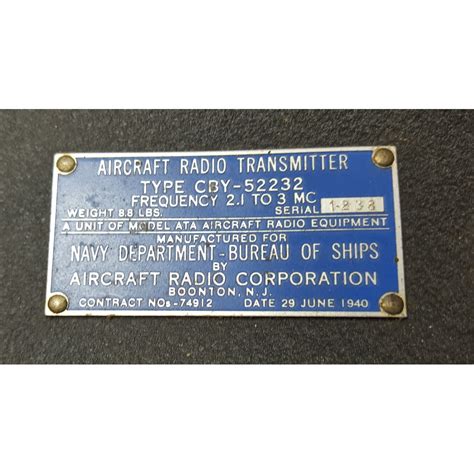 AIRCRAFT RADIO TRANSMITTER
TYPE CBY-52232
FREQUENCY 2.1 TO 3 MC
WEIGHT 8.8 LBS. SERIAL
A UNIT OF MODEL ATA AIRCRAFT RADIO EQUIPMENT
MANUFACTURED FOR
NAVY DEPARTMENT - BUREAU OF SHIPS
BY
AIRCRAFT RADIO CORPORATION
BOONTON, N.J.
CONTRACT NOs-74912 DATE 29 JUNE 1940